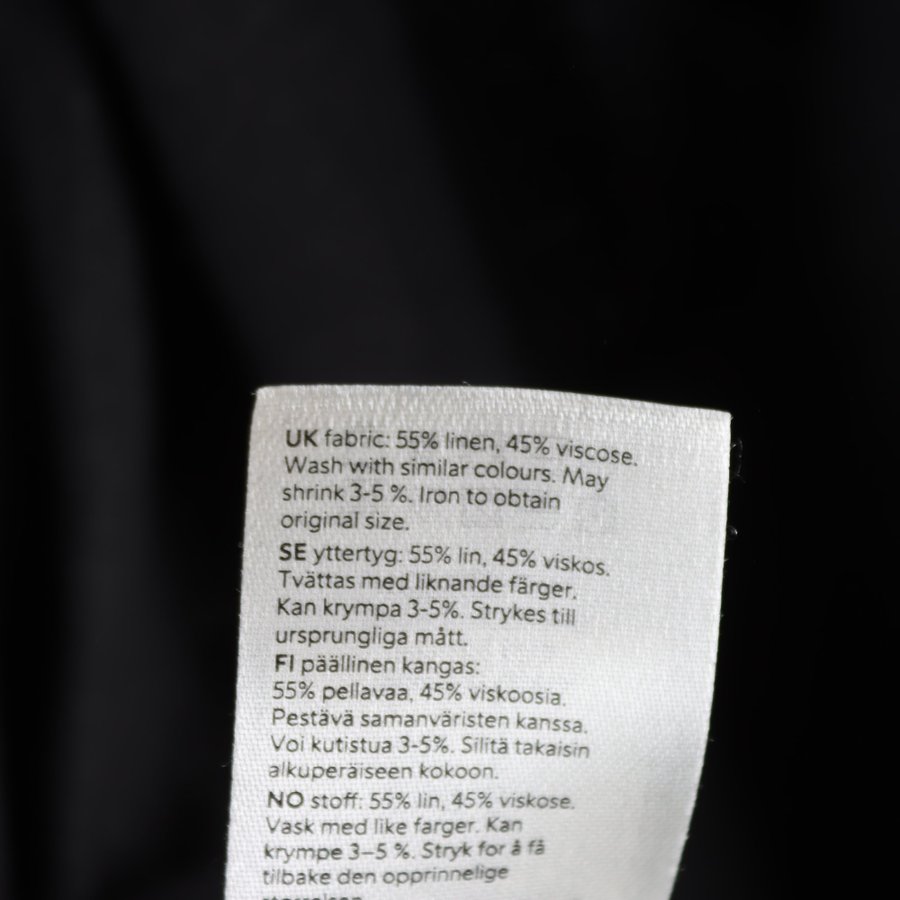 UK fabric: 55% linen, 45% viscose.
Wash with similar colours. May
shrink 3-5 %. Iron to obtain
original size.
SE yttertyg: 55% lin, 45% viskos.
Tvättas med liknande färger.
Kan krympa 3-5%. Strykes till
ursprungliga mått.
FI päällinen kangas:
55% pellavaa, 45% viskoosia.
Pestävä samanväristen kanssa.
Voi kutistua 3-5%. Silitä takaisin
alkuperäiseen kokoon.
NO stoff: 55% lin, 45% viskose.
Vask med like farger. Kan
krympe 3–5 %. Stryk for å få
tilbake den opprinnelige